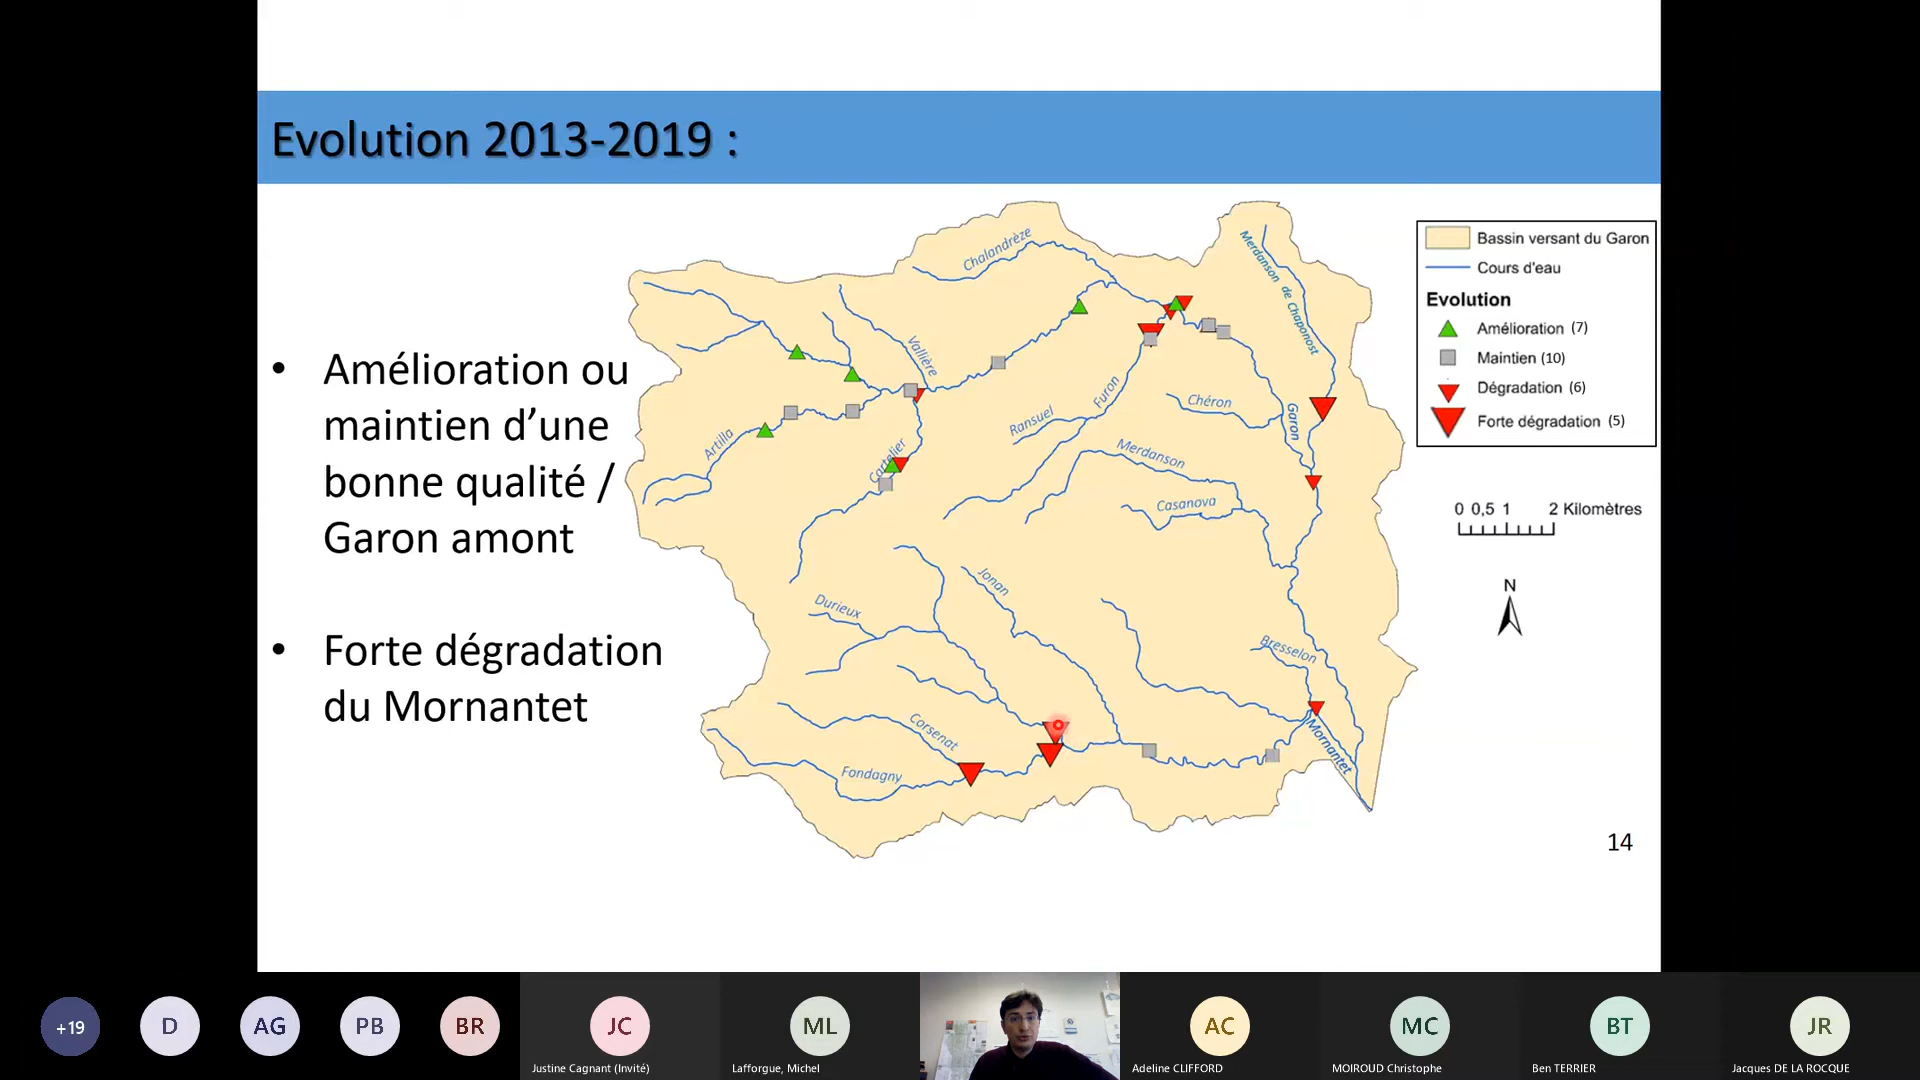 Evolution 2013-2019 :
• Amélioration ou
maintien d’une
bonne qualité /
Garon amont
• Forte dégradation
du Mornantet
Chalandrèze
Merdanson de Chaponost
Vallière
Furon
Ransuel
Chéron
Garon
Artilla
Cartelier
Merdanson
Casanova
Jonan
Durieux
Bresselon
Corsenat
Fondagny
Mornantet
Bassin versant du Garon
Cours d'eau
Evolution
Amélioration (7)
Maintien (10)
Dégradation (6)
Forte dégradation (5)
0 0,5 1 2 Kilomètres
N
14
+19
D
AG
PB
BR
JC
Justine Cagnant (Invité)
ML
Lafforgue, Michel
AC
Adeline CLIFFORD
MC
MOIROUD Christophe
BT
Ben TERRIER
JR
Jacques DE LA ROCQUE